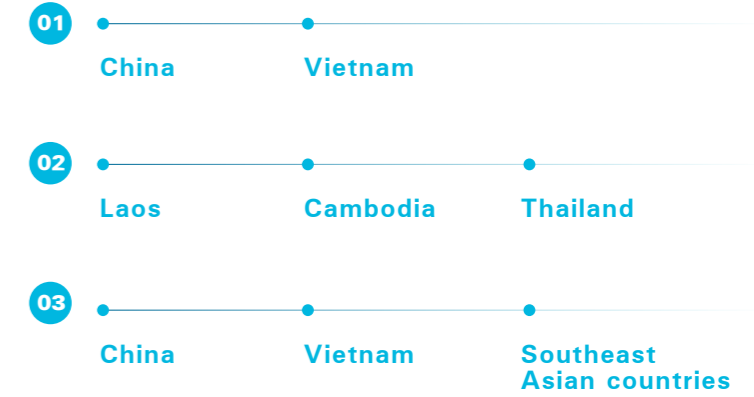 01
China Vietnam
02
Laos Cambodia Thailand
03
China Vietnam Southeast
Asian countries